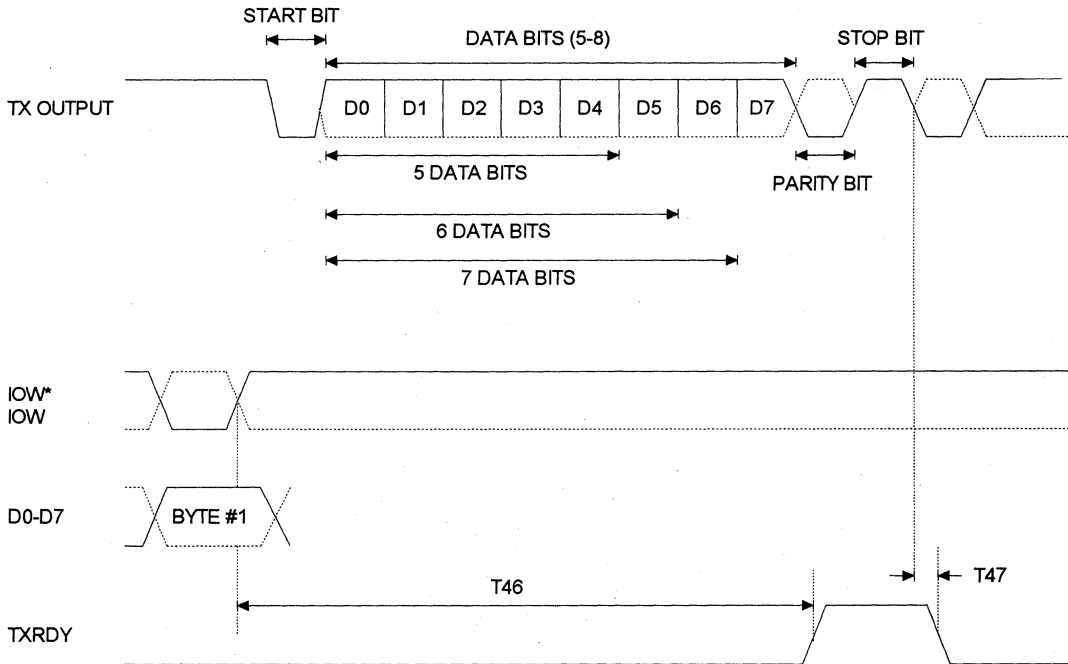 START BIT
DATA BITS (5-8)
STOP BIT
TX OUTPUT
D0 D1 D2 D3 D4 D5 D6 D7
5 DATA BITS
PARITY BIT
6 DATA BITS
7 DATA BITS
IOW*
IOW
D0-D7
BYTE #1
T46
T47
TXRDY